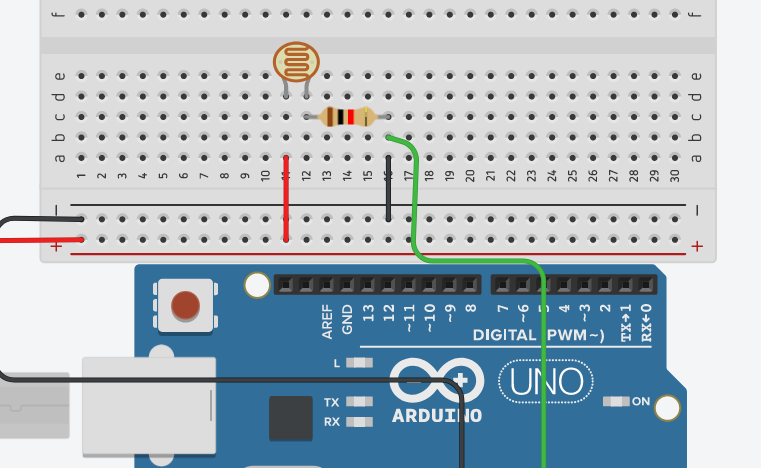 f f
e e
d d
c c
b b
a a
1 2 3 4 5 6 7 8 9 10 11 12 13 14 15 16 17 18 19 20 21 22 23 24 25 26 27 28 29 30
− −
+ +
AREF GND 13 12 ~11 ~10 ~9 8 7 ~6 ~5 4 ~3 2 TX→1 RX←0
DIGITAL (PWM~)
L
UNO
TX
RX
ARDUINO
ON